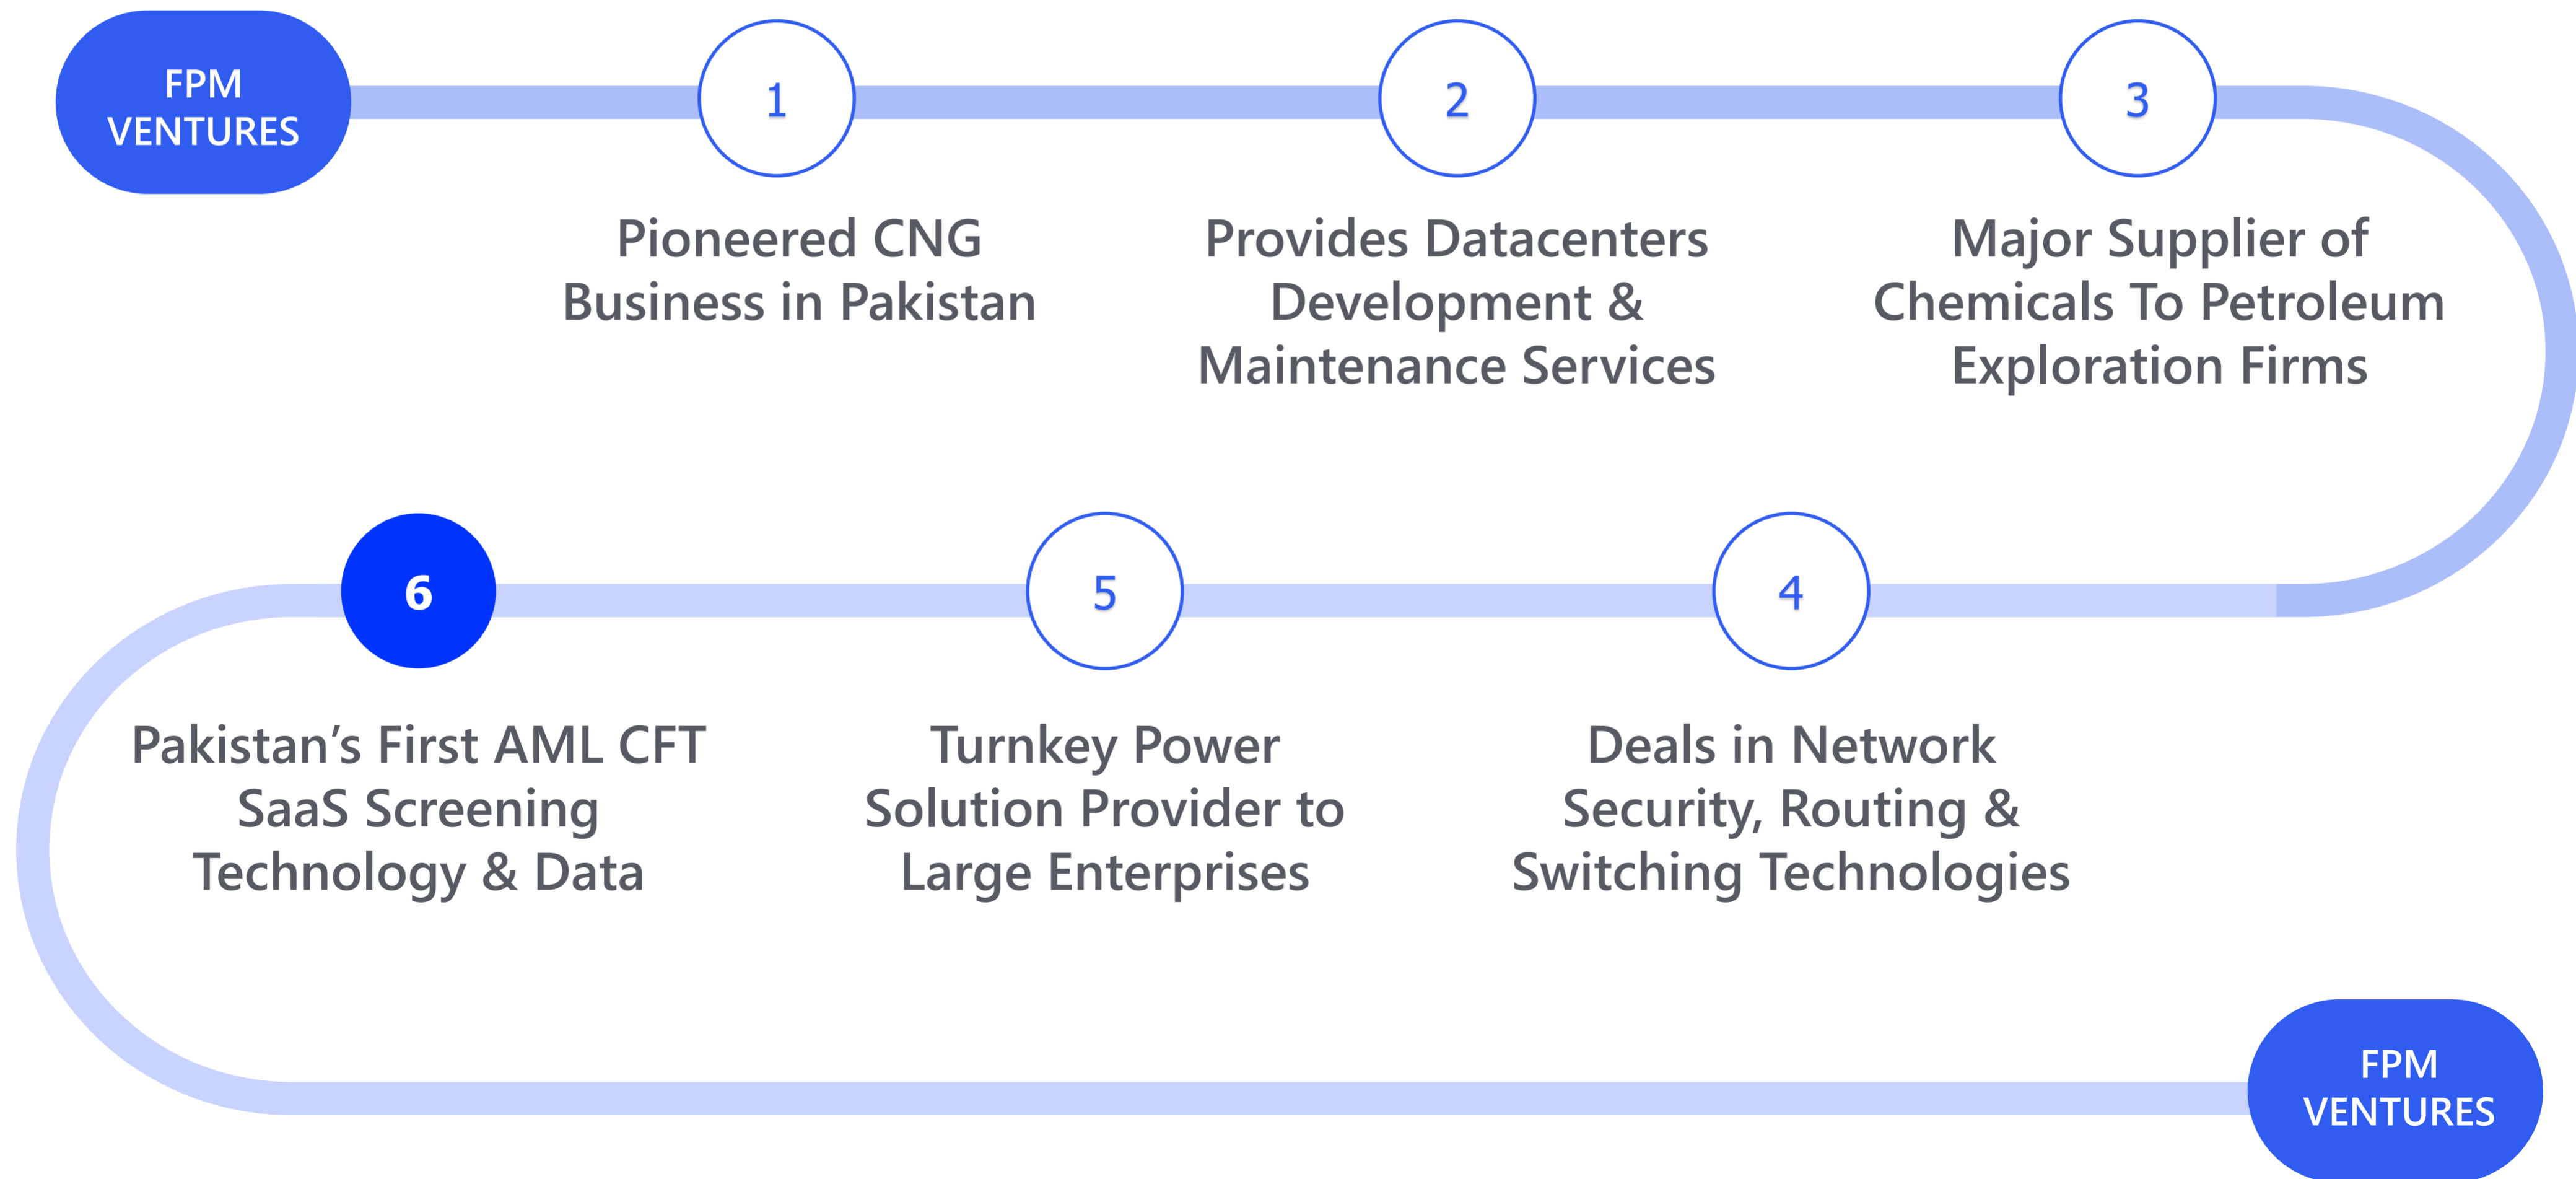 FPM
VENTURES
1
Pioneered CNG
Business in Pakistan
2
Provides Datacenters
Development &
Maintenance Services
3
Major Supplier of
Chemicals To Petroleum
Exploration Firms
4
Deals in Network
Security, Routing &
Switching Technologies
5
Turnkey Power
Solution Provider to
Large Enterprises
6
Pakistan’s First AML CFT
SaaS Screening
Technology & Data
FPM
VENTURES